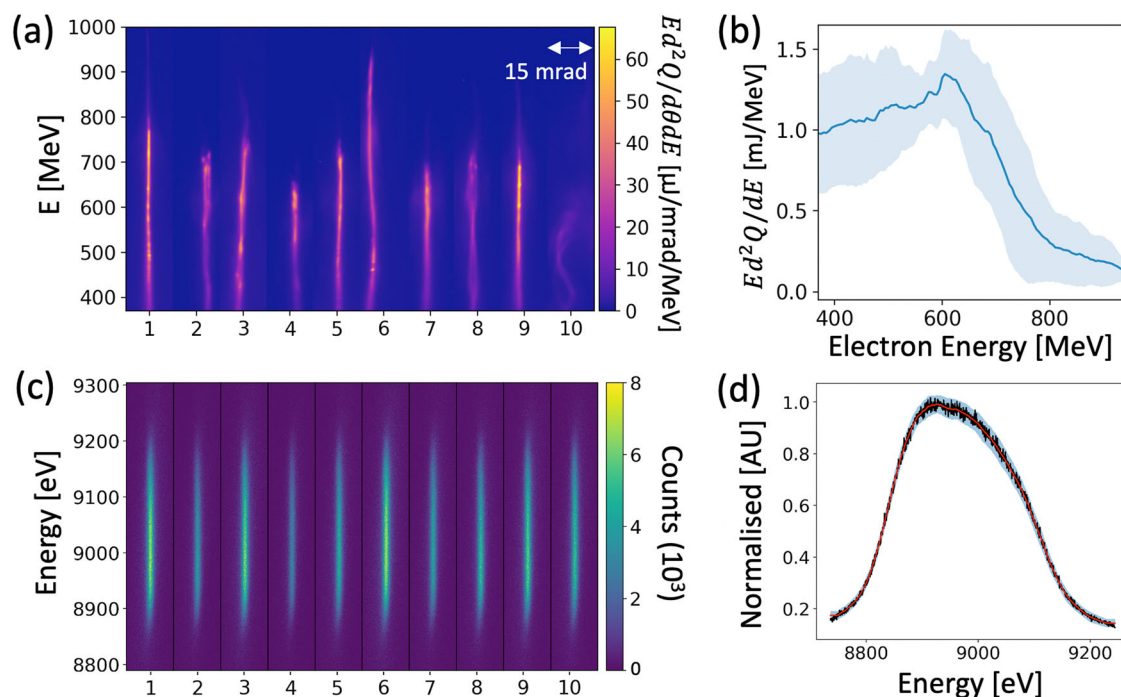 (a)
E [MeV]
1000
900
800
700
600
500
400
15 mrad
1 2 3 4 5 6 7 8 9 10
60
50
40
30
20
10
0
Ed²Q/dθdE [μJ/mrad/MeV]
(b)
Ed²Q/dE [mJ/MeV]
1.5
1.0
0.5
0.0
400 600 800
Electron Energy [MeV]
(c)
Energy [eV]
9300
9200
9100
9000
8900
8800
1 2 3 4 5 6 7 8 9 10
8
6
4
2
0
Counts (10³)
(d)
Normalised [AU]
1.0
0.8
0.6
0.4
0.2
8800 9000 9200
Energy [eV]